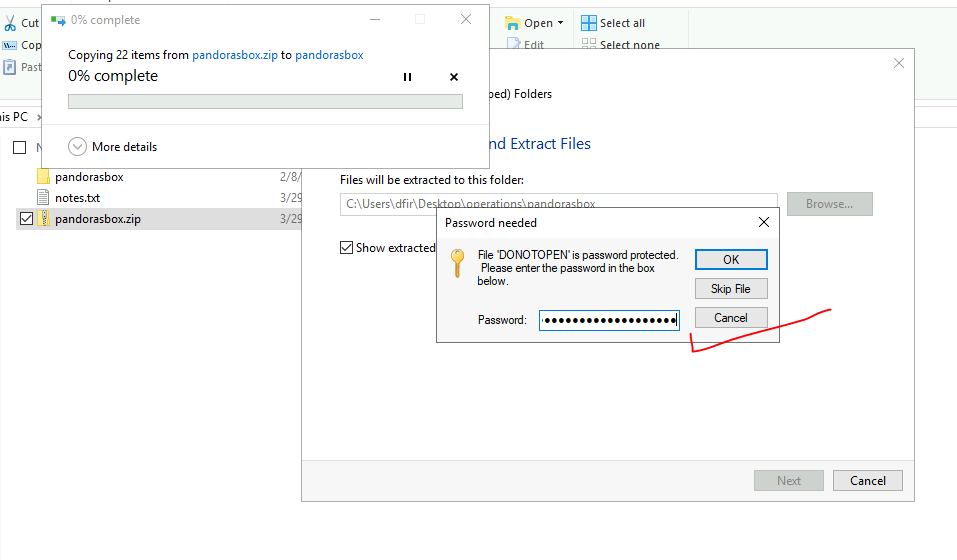 Cut
Cop
Past
0% complete
Open
Select all
Edit
Select none
Copying 22 items from pandorasbox.zip to pandorasbox
0% complete
More details
ped) Folders
nd Extract Files
his PC
N
pandorasbox
2/8/
notes.txt
3/29
pandorasbox.zip
3/29
Files will be extracted to this folder:
C:\Users\dfir\Desktop\operations\pandorasbox
Browse...
Show extracted
Password needed
File 'DONOTOPEN' is password protected.
Please enter the password in the box
below.
OK
Skip File
Cancel
Password:
Next
Cancel